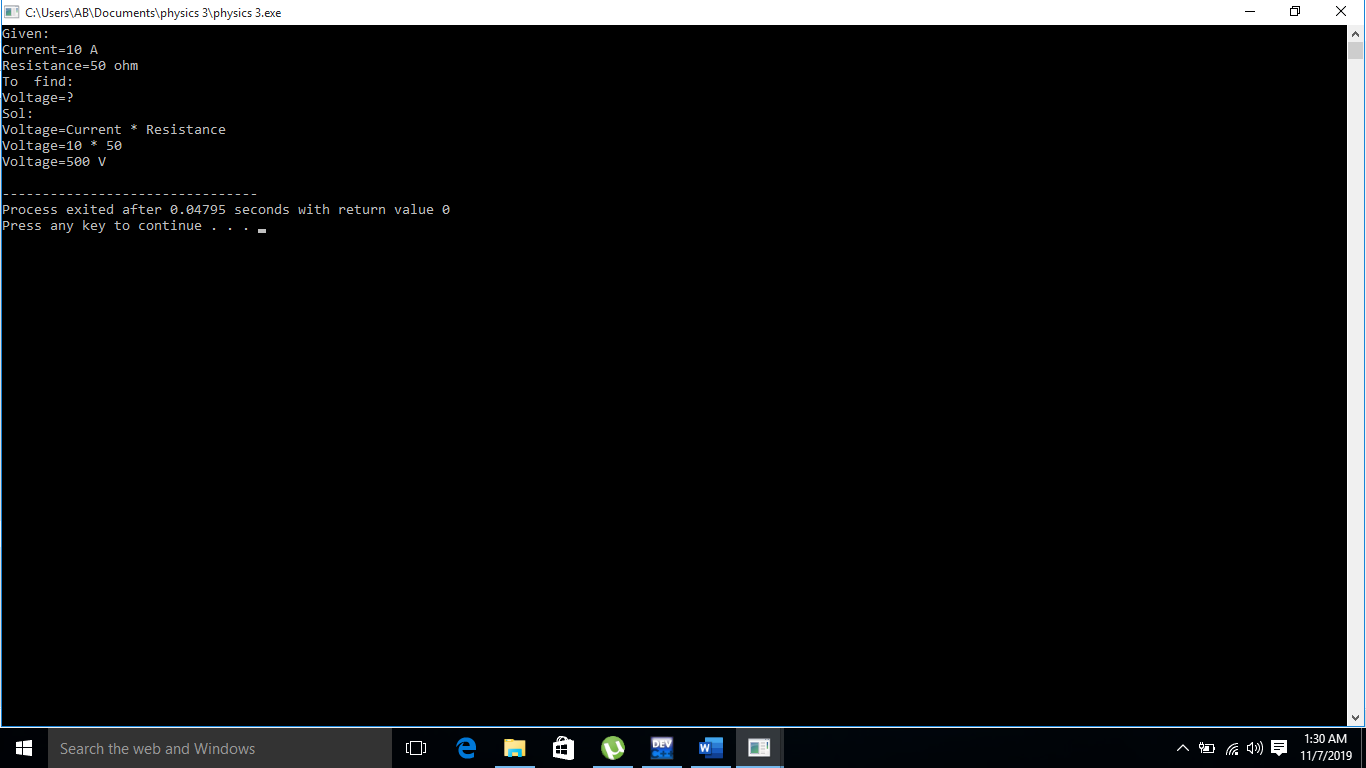 C:\Users\AB\Documents\physics 3\physics 3.exe
Given:
Current=10 A
Resistance=50 ohm
To  find:
Voltage=?
Sol:
Voltage=Current * Resistance
Voltage=10 * 50
Voltage=500 V
--------------------------------
Process exited after 0.04795 seconds with return value 0
Press any key to continue . . .
Search the web and Windows
DEV
W
1:30 AM
11/7/2019